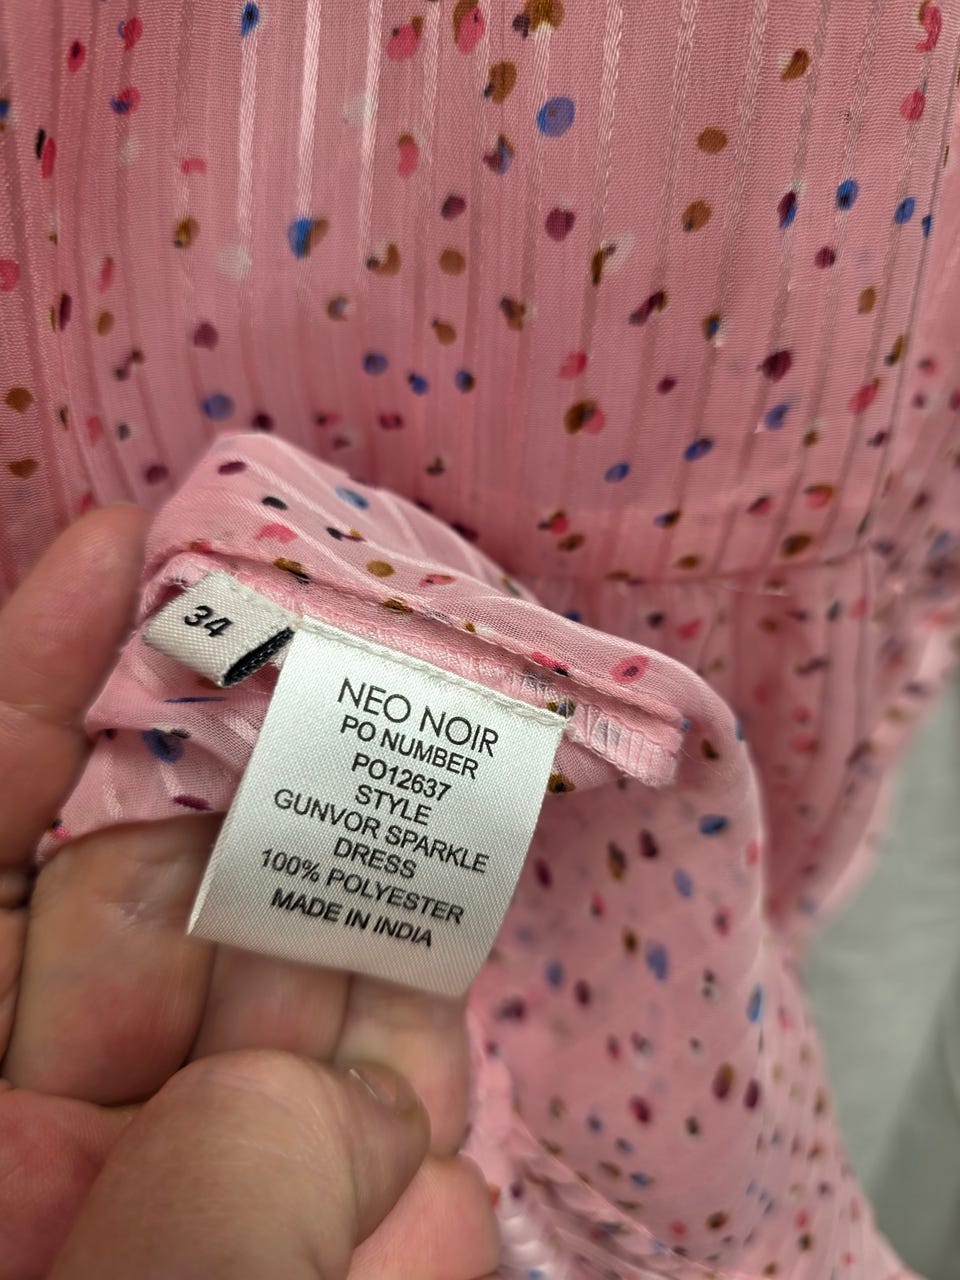 34
NEO NOIR
PO NUMBER
PO12637
STYLE
GUNVOR SPARKLE
DRESS
100% POLYESTER
MADE IN INDIA